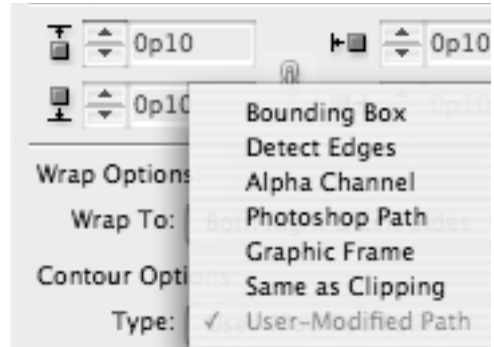 0p10 0p10
0p10 0p10
Bounding Box
Detect Edges
Alpha Channel
Wrap Options
Photoshop Path
Wrap To:
Graphic Frame
Contour Opti
Same as Clipping
Type: ✓ User-Modified Path